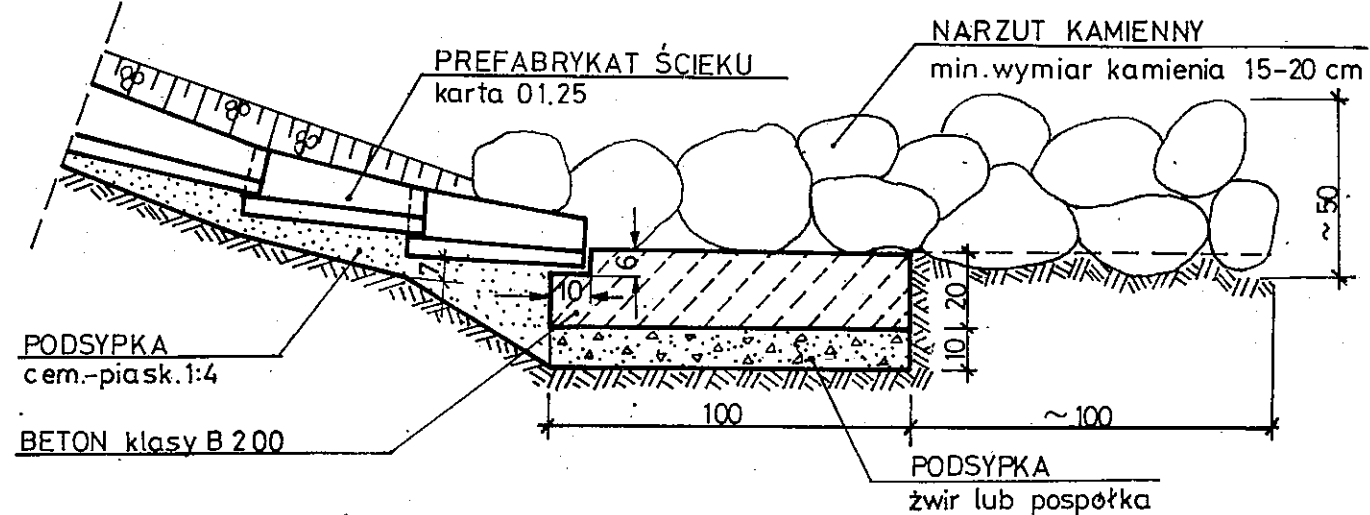 NARZUT KAMIENNY
min.wymiar kamienia 15-20 cm
PREFABRYKAT ŚCIEKU
karta 01.25
~50
7
6
10
20
10
PODSYPKA
cem.-piask.1:4
100
~100
BETON klasy B 200
PODSYPKA
żwir lub pospółka